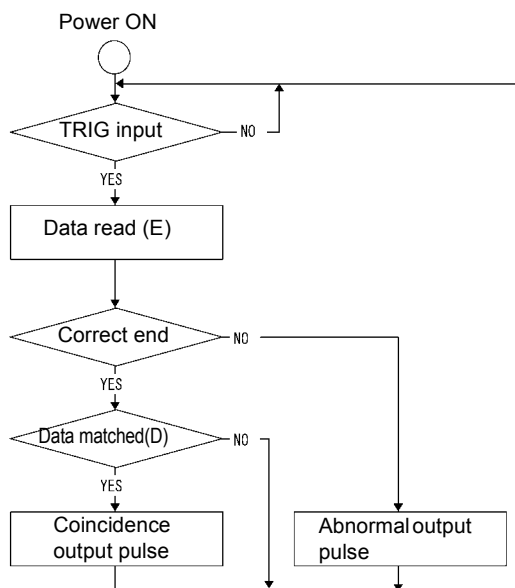 Power ON
TRIG input
NO
YES
Data read (E)
Correct end
NO
YES
Data matched(D)
NO
YES
Coincidence
output pulse
Abnormal output
pulse